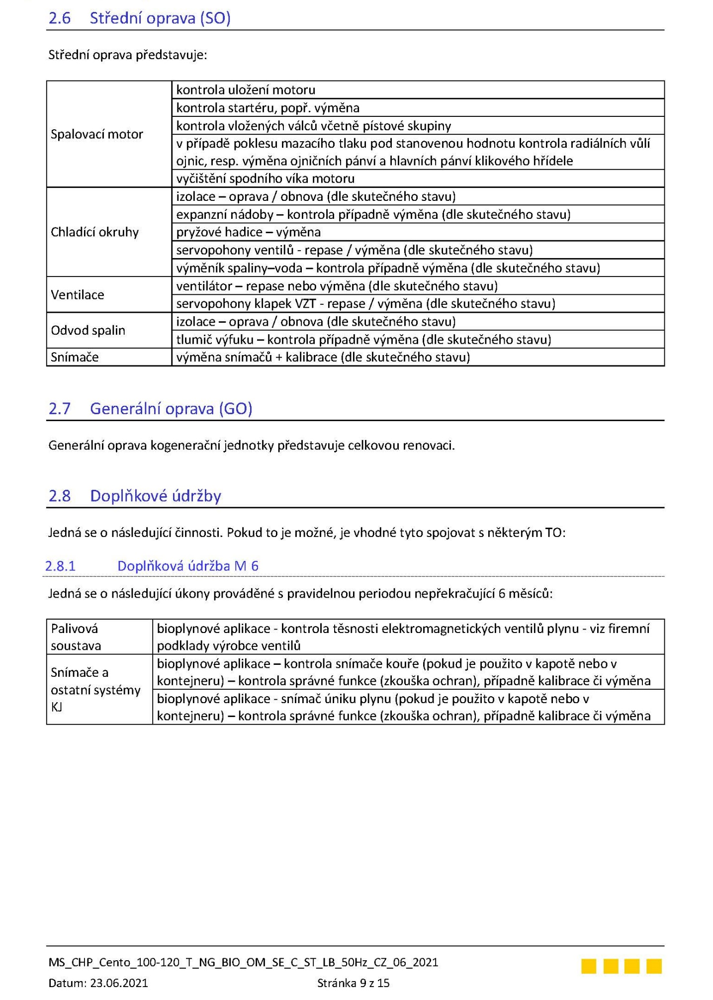 2.6 Střední oprava (SO)
Střední oprava představuje:
Spalovací motor
kontrola uložení motoru
kontrola startéru, popř. výměna
kontrola vložených válců včetně pístové skupiny
v případě poklesu mazacího tlaku pod stanovenou hodnotu kontrola radiálních vůlí
ojnic, resp. výměna ojničních pánví a hlavních pánví klikového hřídele
vyčištění spodního víka motoru
Chladící okruhy
izolace – oprava / obnova (dle skutečného stavu)
expanzní nádoby – kontrola případně výměna (dle skutečného stavu)
pryžové hadice – výměna
servopohony ventilů - repase / výměna (dle skutečného stavu)
výměník spaliny–voda – kontrola případně výměna (dle skutečného stavu)
Ventilace
ventilátor – repase nebo výměna (dle skutečného stavu)
servopohony klapek VZT - repase / výměna (dle skutečného stavu)
Odvod spalin
izolace – oprava / obnova (dle skutečného stavu)
tlumič výfuku – kontrola případně výměna (dle skutečného stavu)
Snímače
výměna snímačů + kalibrace (dle skutečného stavu)
2.7 Generální oprava (GO)
Generální oprava kogenerační jednotky představuje celkovou renovaci.
2.8 Doplňkové údržby
Jedná se o následující činnosti. Pokud to je možné, je vhodné tyto spojovat s některým TO:
2.8.1 Doplňková údržba M 6
Jedná se o následující úkony prováděné s pravidelnou periodou nepřekračující 6 měsíců:
Palivová
soustava
bioplynové aplikace - kontrola těsnosti elektromagnetických ventilů plynu - viz firemní
podklady výrobce ventilů
Snímače a
ostatní systémy
KJ
bioplynové aplikace – kontrola snímače kouře (pokud je použito v kapotě nebo v
kontejneru) – kontrola správné funkce (zkouška ochran), případně kalibrace či výměna
bioplynové aplikace - snímač úniku plynu (pokud je použito v kapotě nebo v
kontejneru) – kontrola správné funkce (zkouška ochran), případně kalibrace či výměna
MS_CHP_Cento_100-120_T_NG_BIO_OM_SE_C_ST_LB_50Hz_CZ_06_2021
Datum: 23.06.2021 Stránka 9 z 15